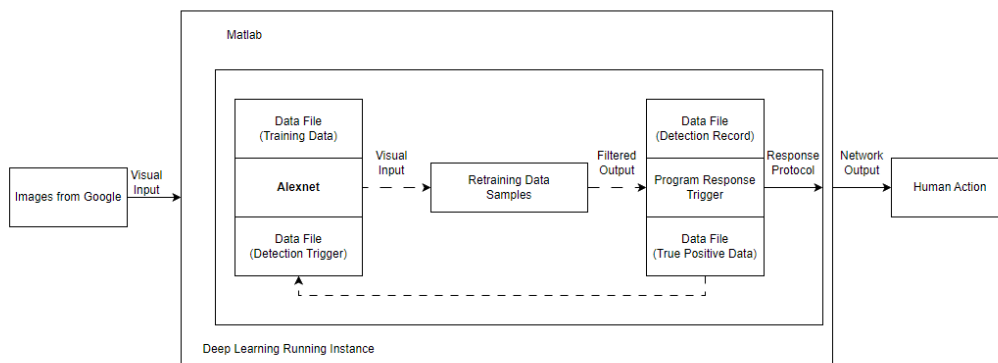 Matlab
Images from Google
Visual
Input
Data File
(Training Data)
Alexnet
Data File
(Detection Trigger)
Visual
Input
Retraining Data
Samples
Filtered
Output
Data File
(Detection Record)
Program Response
Trigger
Data File
(True Positive Data)
Response
Protocol
Network
Output
Human Action
Deep Learning Running Instance